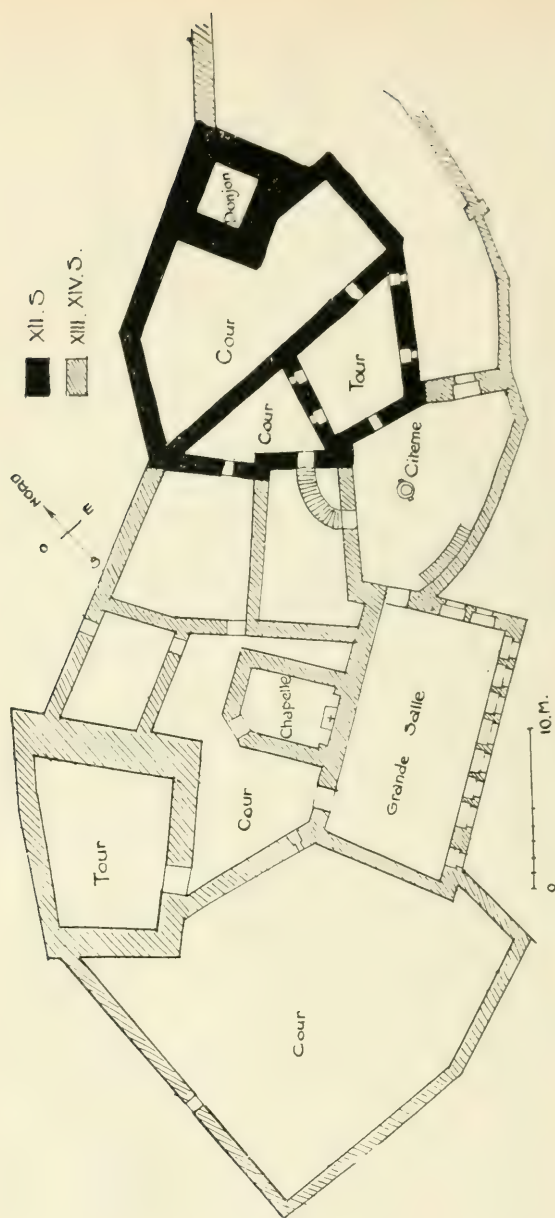 XII. S
XIII. XIV. S.
NORD
O
E
S
Tour
Cour
Cour
Chapelle
Grande Salle
Cour
Cour
Donjon
Tour
Citerne
0
10.M.